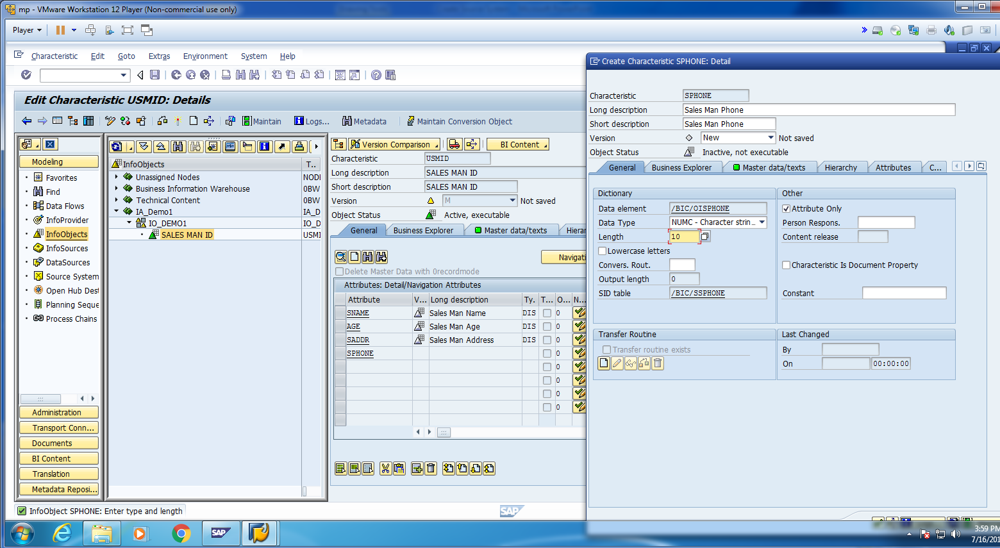 mp - VMware Workstation 12 Player (Non-commercial use only)
Player
Characteristic Edit Goto Extras Environment System Help
Edit Characteristic USMID: Details
Maintain Logs... Metadata Maintain Conversion Object
Modeling
Favorites
Find
Data Flows
InfoProvider
InfoObjects
InfoSources
DataSources
Source System
Open Hub Dest
Planning Seque
Process Chains
Administration
Transport Conn...
Documents
BI Content
Translation
Metadata Reposi...
InfoObjects T..
Unassigned Nodes NODE
Business Information Warehouse 0BW
Technical Content 0BW
IA_Demo1 IA_D
IO_DEMO1 IO_D
SALES MAN ID USMI
Version Comparison BI Content
Characteristic USMID
Long description SALES MAN ID
Short description SALES MAN ID
Version M Not saved
Object Status Active, executable
General Business Explorer Master data/texts Hierar
Navigati
Delete Master Data with 0recordmode
Attributes: Detail/Navigation Attributes
Attribute V... Long description Ty. T... O... N...
SNAME Sales Man Name DIS 0
AGE Sales Man Age DIS 0
SADDR Sales Man Address DIS 0
SPHONE 0
0
0
0
0
Create Characteristic SPHONE: Detail
Characteristic SPHONE
Long description Sales Man Phone
Short description Sales Man Phone
Version New Not saved
Object Status Inactive, not executable
General Business Explorer Master data/texts Hierarchy Attributes C...
Dictionary
Data element /BIC/OISPHONE
Data Type NUMC - Character strin...
Length 10
Lowercase letters
Convers. Rout.
Output length 0
SID table /BIC/SSPHONE
Other
Attribute Only
Person Respons.
Content release
Characteristic Is Document Property
Constant
Transfer Routine
Transfer routine exists
Last Changed
By
On 00:00:00
InfoObject SPHONE: Enter type and length
SAP
SAP
3:59 PM
7/16/201